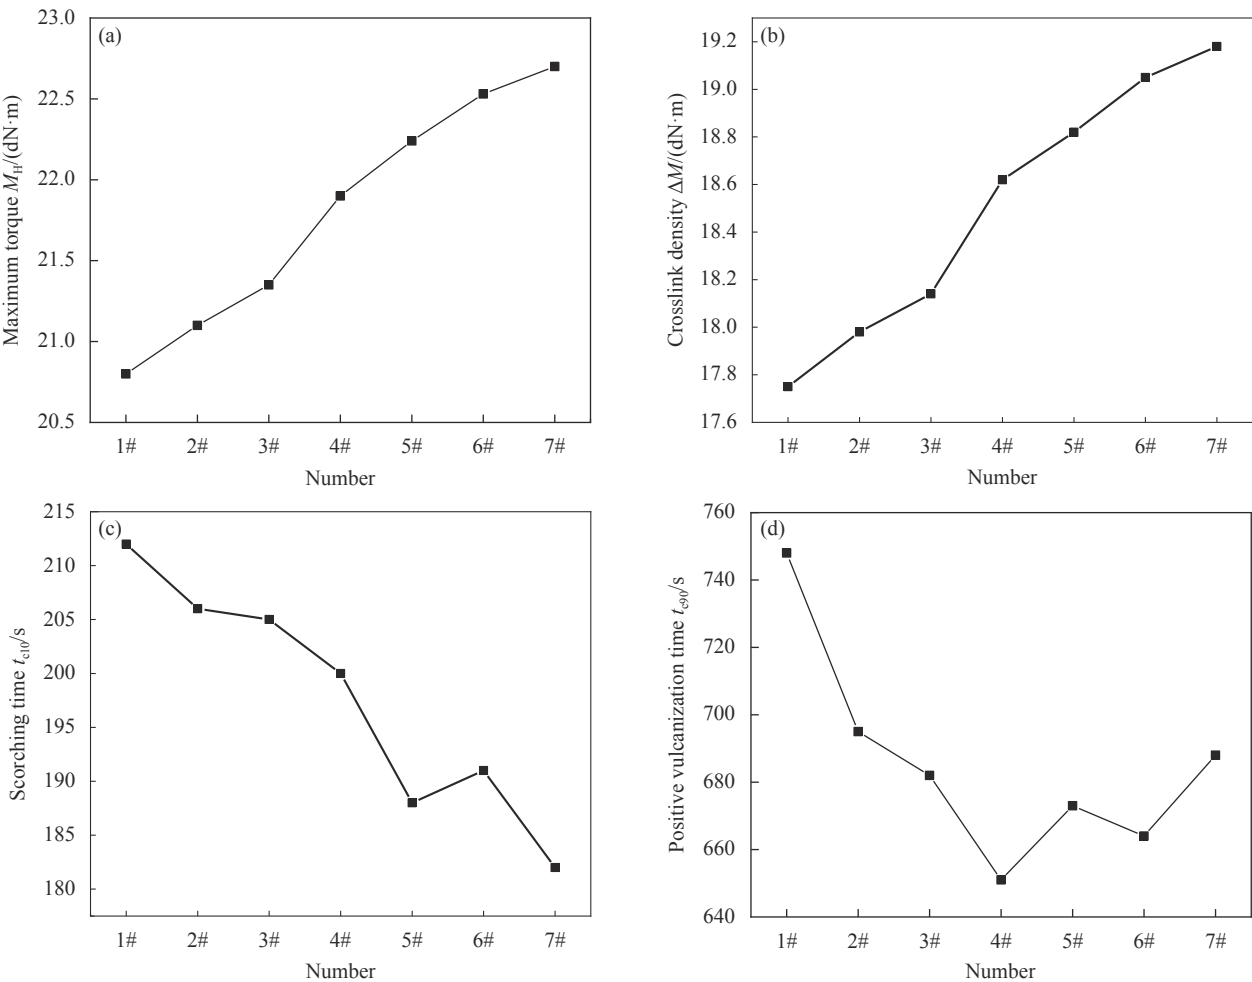 (a)
Maximum torque M_H/(dN·m)
23.0
22.5
22.0
21.5
21.0
20.5
1# 2# 3# 4# 5# 6# 7#
Number
(b)
Crosslink density ΔM/(dN·m)
19.2
19.0
18.8
18.6
18.4
18.2
18.0
17.8
17.6
1# 2# 3# 4# 5# 6# 7#
Number
(c)
Scorching time t_c10/s
215
210
205
200
195
190
185
180
1# 2# 3# 4# 5# 6# 7#
Number
(d)
Positive vulcanization time t_c90/s
760
740
720
700
680
660
640
1# 2# 3# 4# 5# 6# 7#
Number